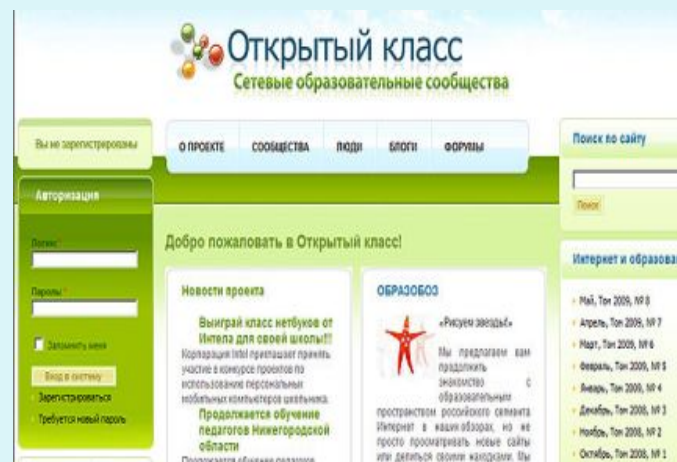 Открытый класс
Сетевые образовательные сообщества
Вы не зарегистрированы
О ПРОЕКТЕ СООБЩЕСТВА ЛЮДИ БЛОГИ ФОРУМЫ
Авторизация
Логин:*
Пароль:*
Запомнить меня
Вход в систему
Зарегистрироваться
Требуется новый пароль
Добро пожаловать в Открытый класс!
Новости проекта
Выиграй класс нетбуков от
Интела для своей школы!!!
Корпорация Intel приглашает принять
участие в конкурсе проектов по
использованию персональных
мобильных компьютеров школьника.
Продолжается обучение
педагогов Нижегородской
области
Продолжается обучение педагогов
ОБРАЗОБОЗ
«Рисуем звезды!»
Мы предлагаем вам
продолжить
знакомство с
образовательным
пространством российского сегмента
Интернет в наших обзорах, но не
просто просматривать новые сайты
или делиться своими находками. Мы
Поиск по сайту
Поиск
Интернет и образова
Май, Том 2009, № 8
Апрель, Том 2009, № 7
Март, Том 2009, № 6
Февраль, Том 2009, № 5
Январь, Том 2009, № 4
Декабрь, Том 2008, № 3
Ноябрь, Том 2008, № 2
Октябрь, Том 2008, № 1